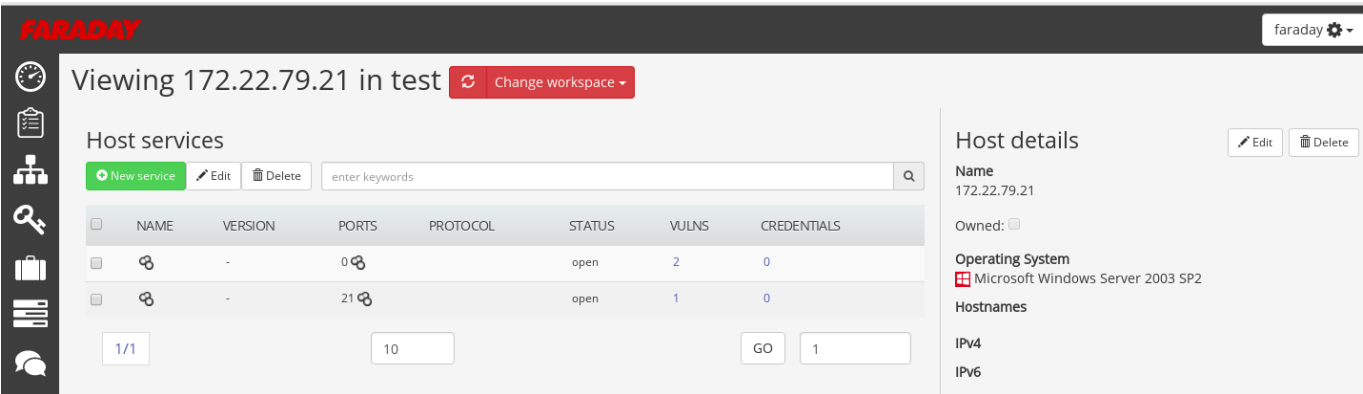 FARADAY
faraday
Viewing 172.22.79.21 in test
Change workspace
Host services
New service Edit Delete enter keywords
NAME VERSION PORTS PROTOCOL STATUS VULNS CREDENTIALS
- 0 open 2 0
- 21 open 1 0
1/1 10 GO 1
Host details
Edit Delete
Name
172.22.79.21
Owned:
Operating System
Microsoft Windows Server 2003 SP2
Hostnames
IPv4
IPv6